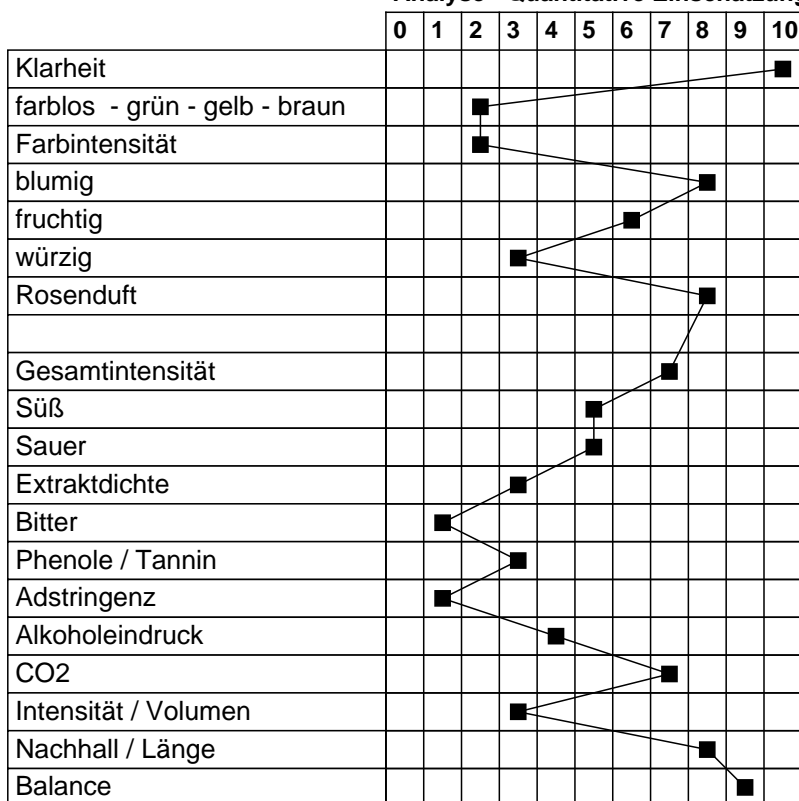 0 1 2 3 4 5 6 7 8 9 10
Klarheit
farblos - grün - gelb - braun
Farbintensität
blumig
fruchtig
würzig
Rosenduft
Gesamtintensität
Süß
Sauer
Extraktdichte
Bitter
Phenole / Tannin
Adstringenz
Alkoholeindruck
CO2
Intensität / Volumen
Nachhall / Länge
Balance